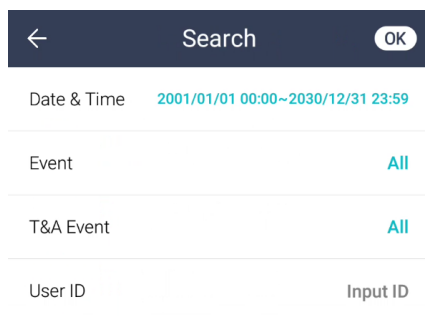 Search OK
Date & Time 2001/01/01 00:00~2030/12/31 23:59
Event All
T&A Event All
User ID Input ID